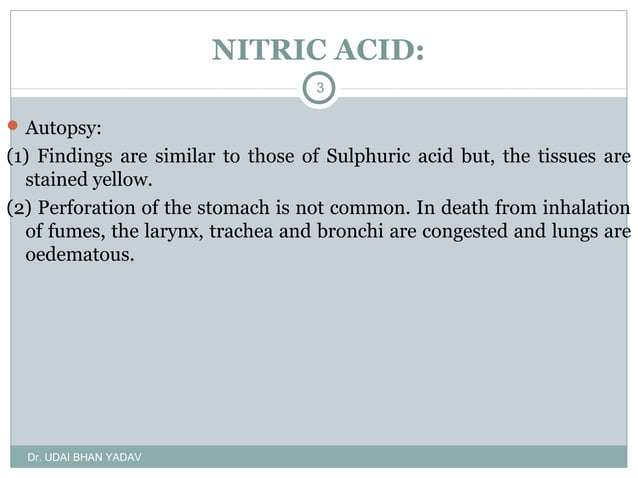 NITRIC ACID:
3
Autopsy:
(1) Findings are similar to those of Sulphuric acid but, the tissues are
stained yellow.
(2) Perforation of the stomach is not common. In death from inhalation
of fumes, the larynx, trachea and bronchi are congested and lungs are
oedematous.
Dr. UDAI BHAN YADAV